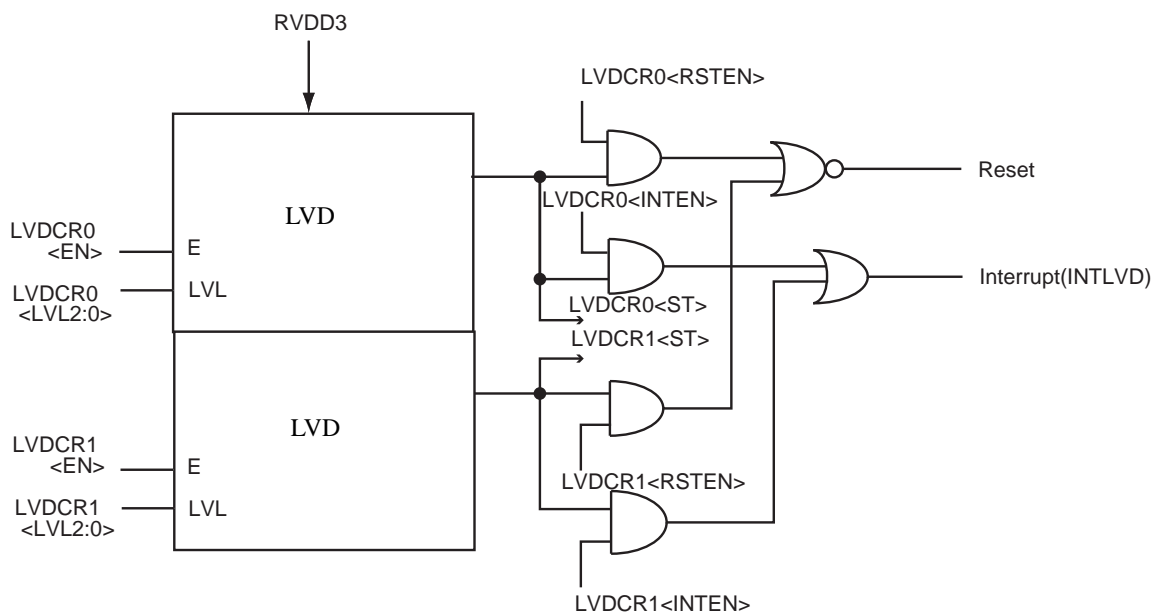 RVDD3
LVDCR0<RSTEN>
Reset
LVDCR0<INTEN>
LVD
LVDCR0
<EN>
E
Interrupt(INTLVD)
LVDCR0
<LVL2:0>
LVL
LVDCR0<ST>
LVDCR1<ST>
LVD
LVDCR1
<EN>
E
LVDCR1<RSTEN>
LVDCR1
<LVL2:0>
LVL
LVDCR1<INTEN>